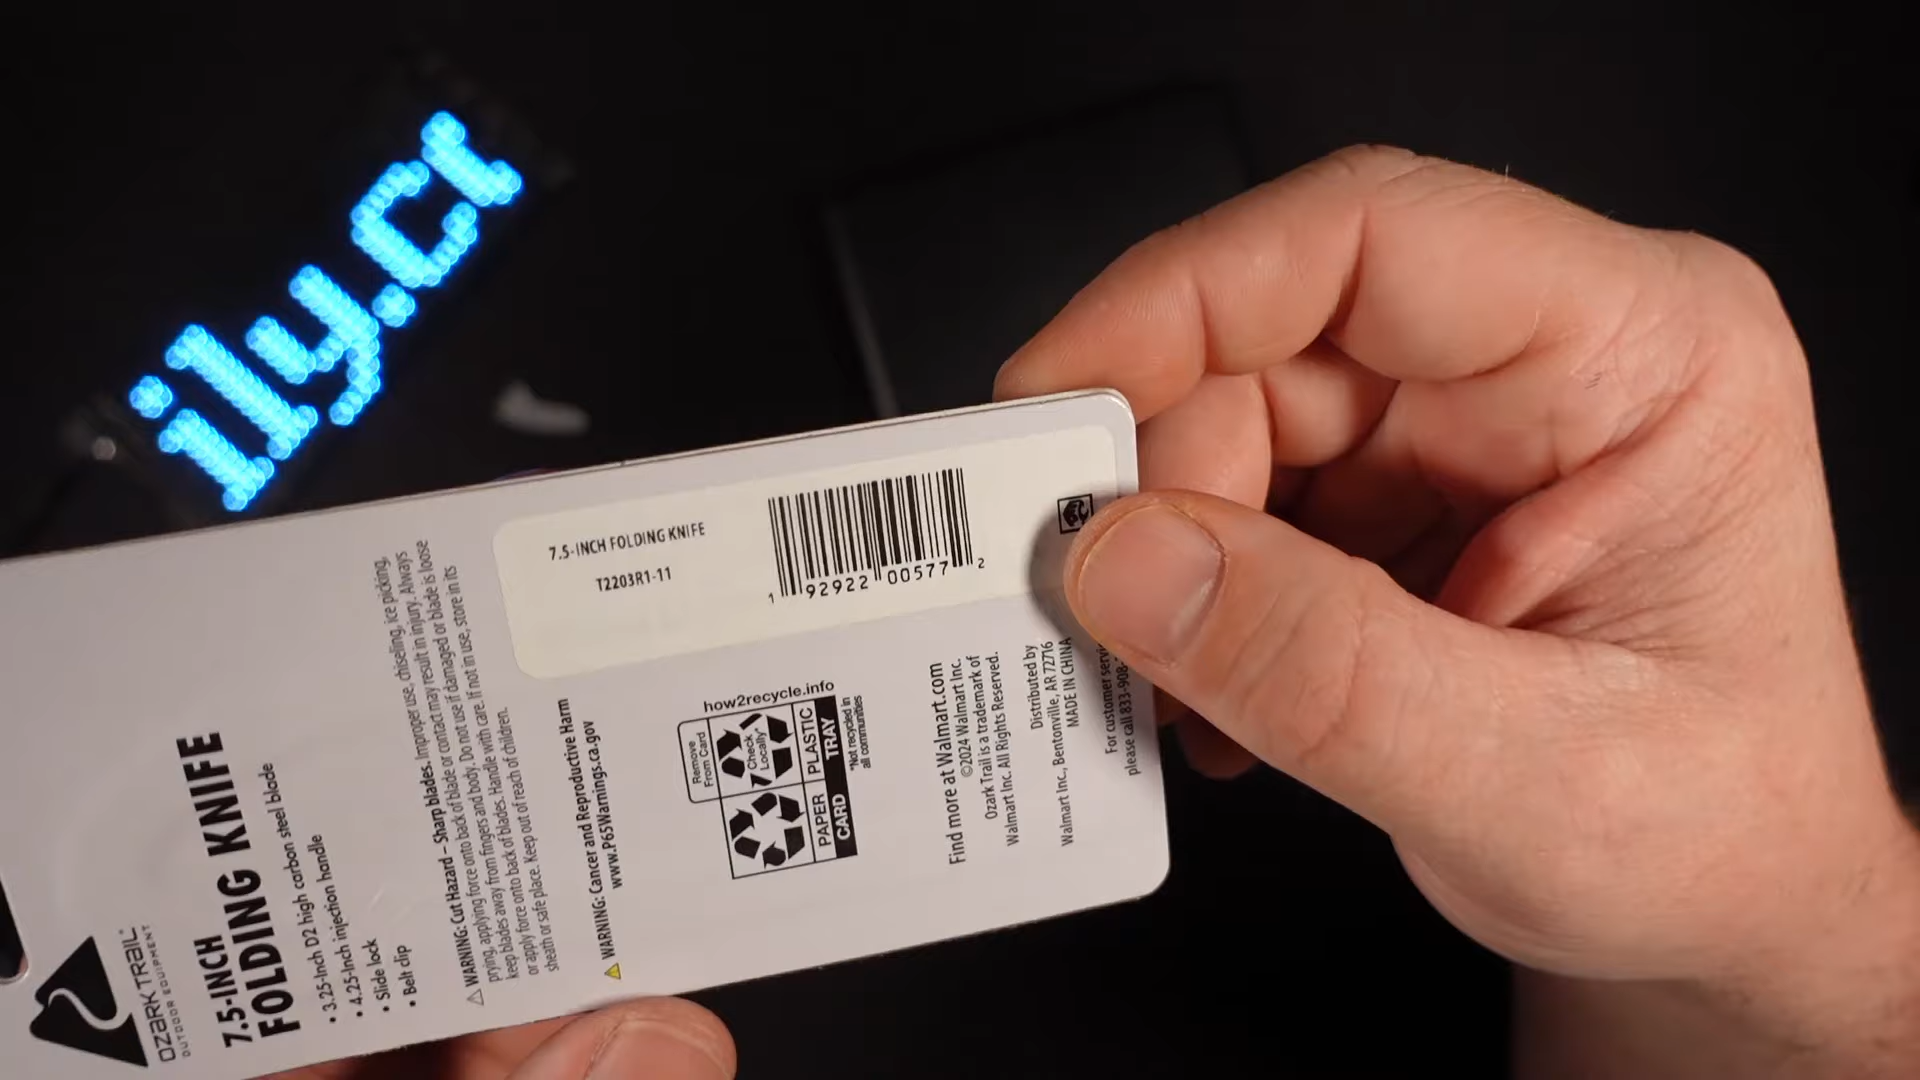 ily.cr
OZARK TRAIL
OUTDOOR EQUIPMENT
7.5-INCH
FOLDING KNIFE
• 3.25-Inch D2 high carbon steel blade
• 4.25-Inch injection handle
• Slide lock
• Belt clip
WARNING: Cut Hazard – Sharp blades. Improper use, chiseling, ice picking,
prying, applying force onto back of blade or contact may result in injury. Always
keep blades away from fingers and body. Do not use if damaged or blade is loose
or apply force onto back of blades. Handle with care. If not in use, store in its
sheath or safe place. Keep out of reach of children.
WARNING: Cancer and Reproductive Harm
www.P65Warnings.ca.gov
7.5-INCH FOLDING KNIFE
T2203R1-11
1 92922 00577 2
how2recycle.info
Remove
From Card
Check
Locally*
PLASTIC
TRAY
PAPER
CARD
*Not recycled in
all communities
Find more at Walmart.com
©2024 Walmart Inc.
Ozark Trail is a trademark of
Walmart Inc. All Rights Reserved.
Distributed by
Walmart Inc., Bentonville, AR 72716
MADE IN CHINA
For customer
please call 833-908-